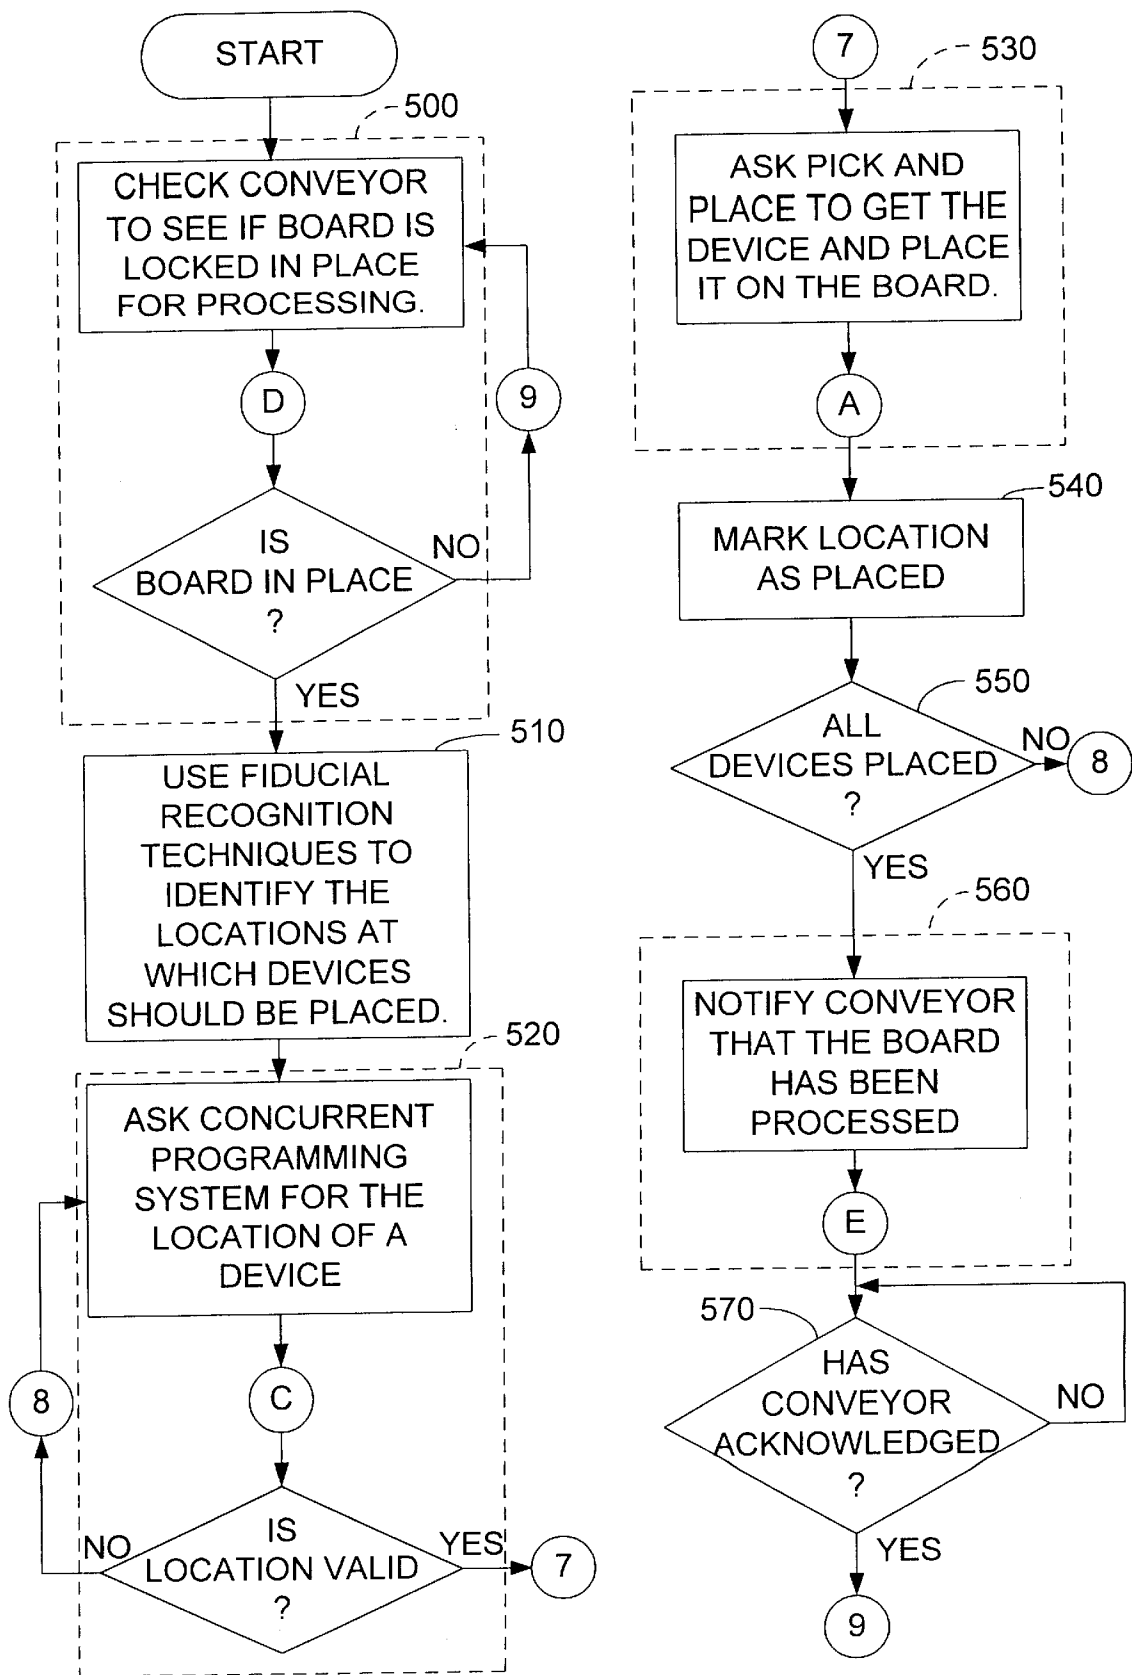 START
500
CHECK CONVEYOR
TO SEE IF BOARD IS
LOCKED IN PLACE
FOR PROCESSING.
D
9
IS
BOARD IN PLACE
?
NO
YES
510
USE FIDUCIAL
RECOGNITION
TECHNIQUES TO
IDENTIFY THE
LOCATIONS AT
WHICH DEVICES
SHOULD BE PLACED.
520
ASK CONCURRENT
PROGRAMMING
SYSTEM FOR THE
LOCATION OF A
DEVICE
8
C
IS
LOCATION VALID
?
NO
YES
7
7
530
ASK PICK AND
PLACE TO GET THE
DEVICE AND PLACE
IT ON THE BOARD.
A
540
MARK LOCATION
AS PLACED
550
ALL
DEVICES PLACED
?
NO
8
YES
560
NOTIFY CONVEYOR
THAT THE BOARD
HAS BEEN
PROCESSED
E
570
HAS
CONVEYOR
ACKNOWLEDGED
?
NO
YES
9